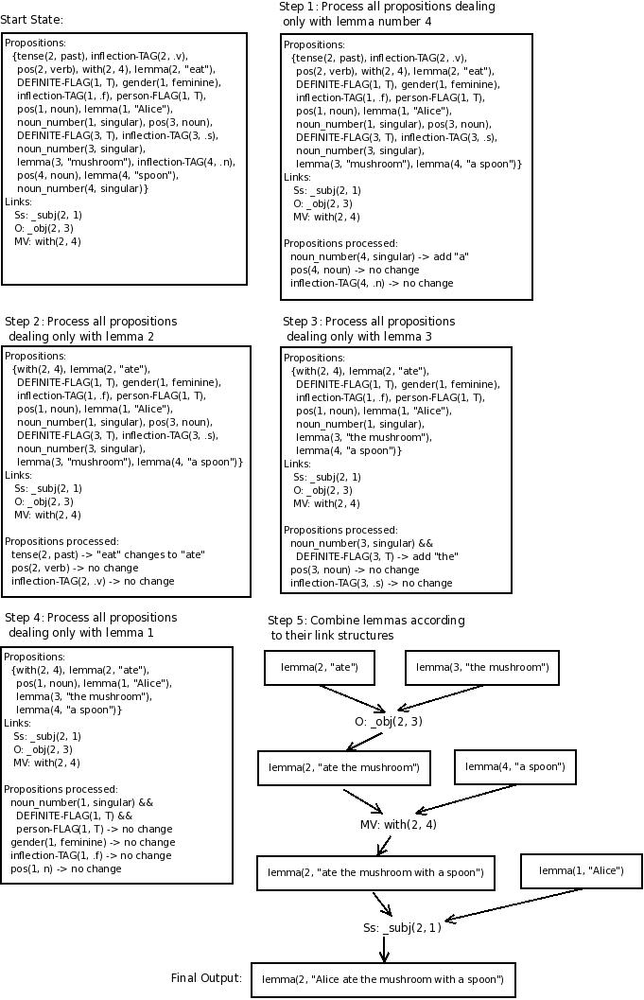 Start State:
Propositions:
{tense(2, past), inflection-TAG(2, .v),
pos(2, verb), with(2, 4), lemma(2, "eat"),
DEFINITE-FLAG(1, T), gender(1, feminine),
inflection-TAG(1, .f), person-FLAG(1, T),
pos(1, noun), lemma(1, "Alice"),
noun_number(1, singular), pos(3, noun),
DEFINITE-FLAG(3, T), inflection-TAG(3, .s),
noun_number(3, singular),
lemma(3, "mushroom"), inflection-TAG(4, .n),
pos(4, noun), lemma(4, "spoon"),
noun_number(4, singular)}
Links:
Ss: _subj(2, 1)
O: _obj(2, 3)
MV: with(2, 4)
Step 1: Process all propositions dealing
only with lemma number 4
Propositions:
{tense(2, past), inflection-TAG(2, .v),
pos(2, verb), with(2, 4), lemma(2, "eat"),
DEFINITE-FLAG(1, T), gender(1, feminine),
inflection-TAG(1, .f), person-FLAG(1, T),
pos(1, noun), lemma(1, "Alice"),
noun_number(1, singular), pos(3, noun),
DEFINITE-FLAG(3, T), inflection-TAG(3, .s),
noun_number(3, singular),
lemma(3, "mushroom"), lemma(4, "a spoon")}
Links:
Ss: _subj(2, 1)
O: _obj(2, 3)
MV: with(2, 4)
Propositions processed:
noun_number(4, singular) -> add "a"
pos(4, noun) -> no change
inflection-TAG(4, .n) -> no change
Step 2: Process all propositions
dealing only with lemma 2
Propositions:
{with(2, 4), lemma(2, "ate"),
DEFINITE-FLAG(1, T), gender(1, feminine),
inflection-TAG(1, .f), person-FLAG(1, T),
pos(1, noun), lemma(1, "Alice"),
noun_number(1, singular), pos(3, noun),
DEFINITE-FLAG(3, T), inflection-TAG(3, .s),
noun_number(3, singular),
lemma(3, "mushroom"), lemma(4, "a spoon")}
Links:
Ss: _subj(2, 1)
O: _obj(2, 3)
MV: with(2, 4)
Propositions processed:
tense(2, past) -> "eat" changes to "ate"
pos(2, verb) -> no change
inflection-TAG(2, .v) -> no change
Step 3: Process all propositions
dealing only with lemma 3
Propositions:
{with(2, 4), lemma(2, "ate"),
DEFINITE-FLAG(1, T), gender(1, feminine),
inflection-TAG(1, .f), person-FLAG(1, T),
pos(1, noun), lemma(1, "Alice"),
noun_number(1, singular),
lemma(3, "the mushroom"),
lemma(4, "a spoon")}
Links:
Ss: _subj(2, 1)
O: _obj(2, 3)
MV: with(2, 4)
Propositions processed:
noun_number(3, singular) &&
DEFINITE-FLAG(3, T) -> add "the"
pos(3, noun) -> no change
inflection-TAG(3, .s) -> no change
Step 4: Process all propositions
dealing only with lemma 1
Propositions:
{with(2, 4), lemma(2, "ate"),
pos(1, noun), lemma(1, "Alice"),
lemma(3, "the mushroom"),
lemma(4, "a spoon")}
Links:
Ss: _subj(2, 1)
O: _obj(2, 3)
MV: with(2, 4)
Propositions processed:
noun_number(1, singular) &&
DEFINITE-FLAG(1, T) &&
person-FLAG(1, T) -> no change
gender(1, feminine) -> no change
inflection-TAG(1, .f) -> no change
pos(1, n) -> no change
Step 5: Combine lemmas according
to their link structures
lemma(2, "ate")
lemma(3, "the mushroom")
O: _obj(2, 3)
lemma(2, "ate the mushroom")
lemma(4, "a spoon")
MV: with(2, 4)
lemma(2, "ate the mushroom with a spoon")
lemma(1, "Alice")
Ss: _subj(2, 1)
Final Output:
lemma(2, "Alice ate the mushroom with a spoon")